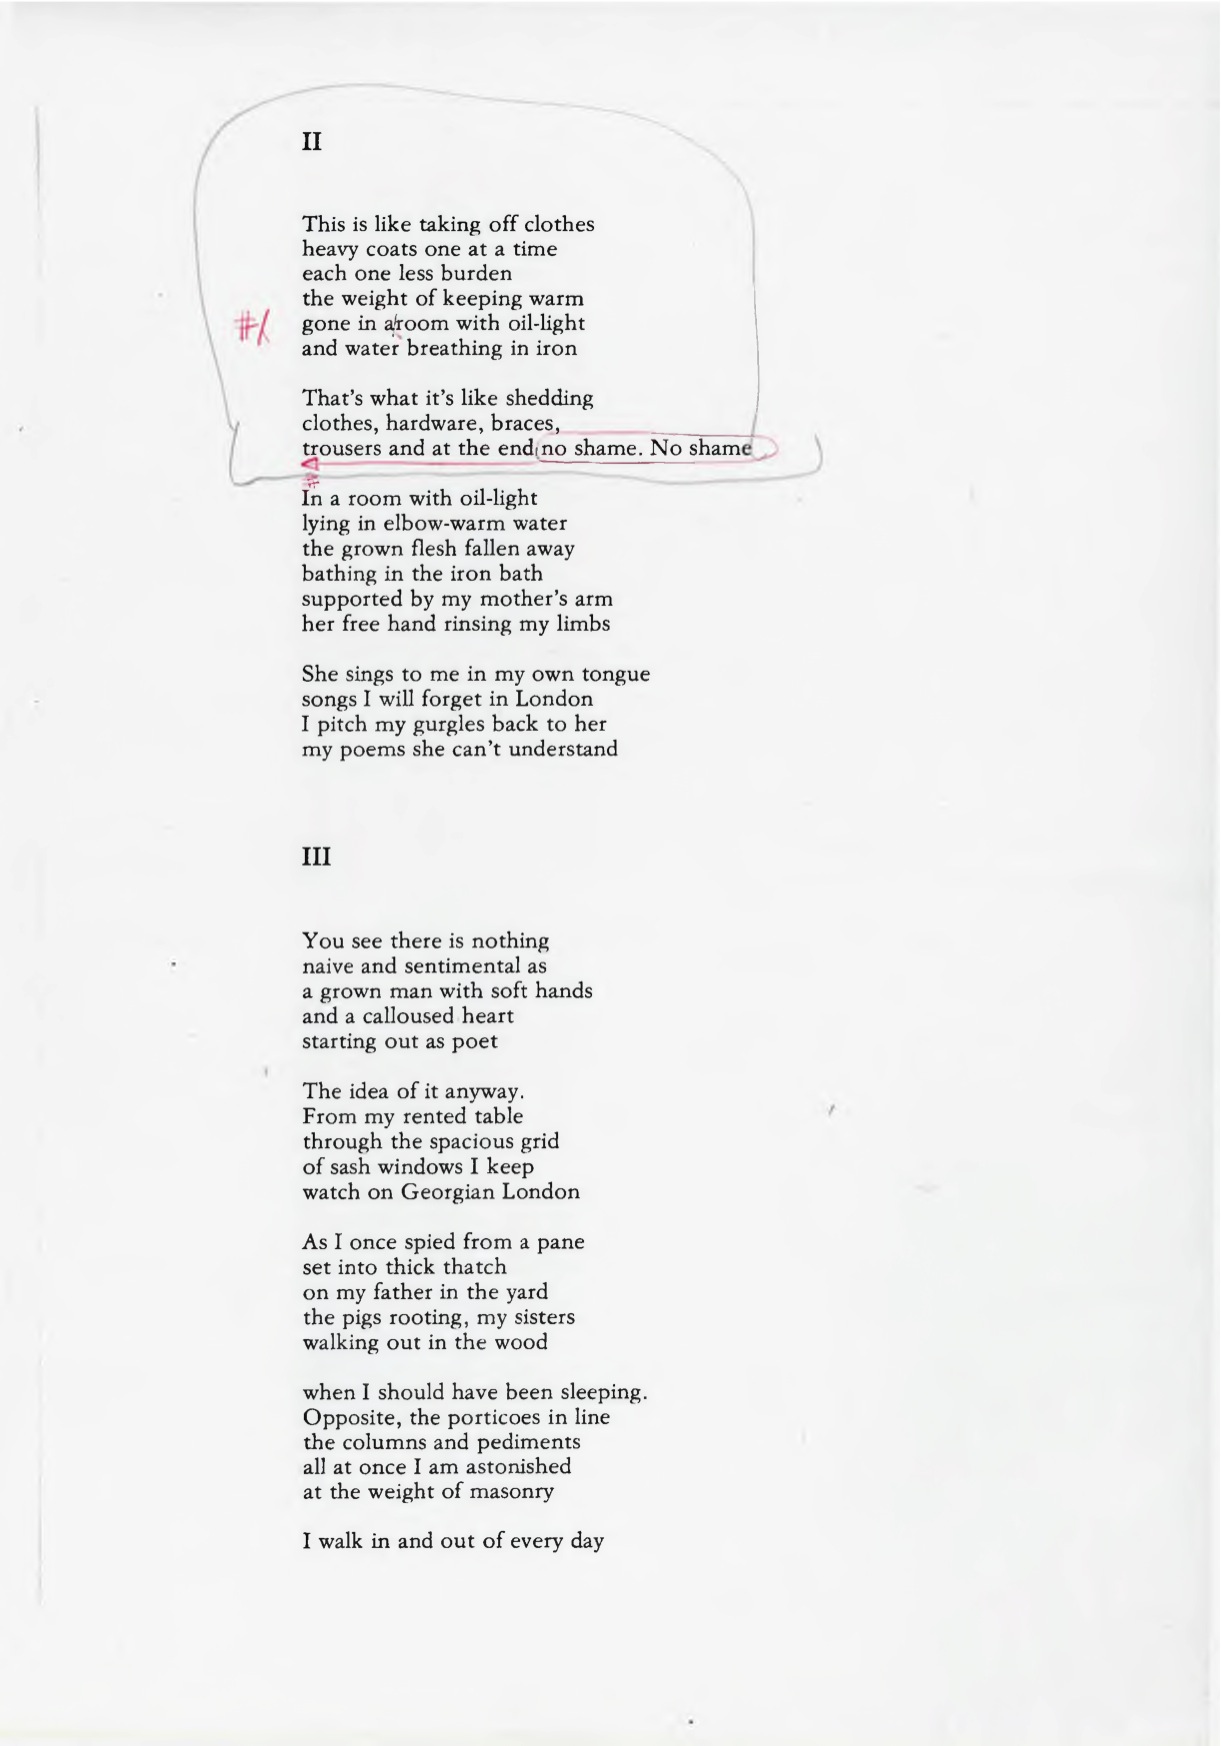 II
This is like taking off clothes
heavy coats one at a time
each one less burden
the weight of keeping warm
#/ gone in aroom with oil-light
and water breathing in iron
That's what it's like shedding
clothes, hardware, braces,
trousers and at the end no shame. No shame
#
In a room with oil-light
lying in elbow-warm water
the grown flesh fallen away
bathing in the iron bath
supported by my mother's arm
her free hand rinsing my limbs
She sings to me in my own tongue
songs I will forget in London
I pitch my gurgles back to her
my poems she can't understand
III
You see there is nothing
naive and sentimental as
a grown man with soft hands
and a calloused heart
starting out as poet
The idea of it anyway.
From my rented table
through the spacious grid
of sash windows I keep
watch on Georgian London
As I once spied from a pane
set into thick thatch
on my father in the yard
the pigs rooting, my sisters
walking out in the wood
when I should have been sleeping.
Opposite, the porticoes in line
the columns and pediments
all at once I am astonished
at the weight of masonry
I walk in and out of every day